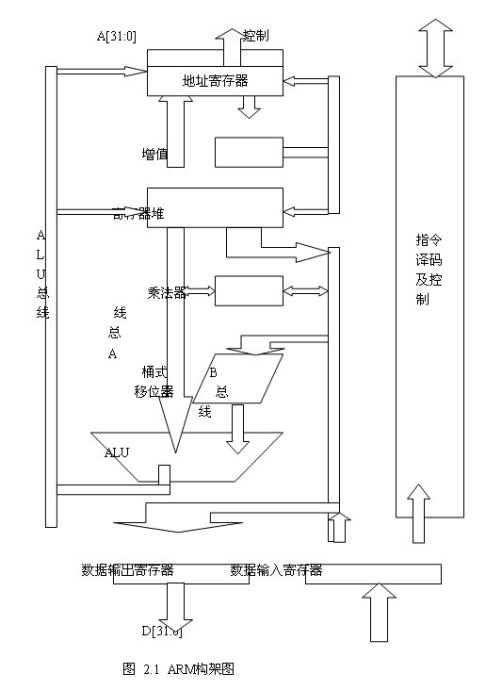 A[31:0]
控制
地址寄存器
增值
寄存器堆
A
L
U
总
线
指令
译码
及控
制
乘法器
线
总
A
桶式
移位器
B
总
线
ALU
数据输出寄存器
数据输入寄存器
D[31:0]
图 2.1 ARM构架图